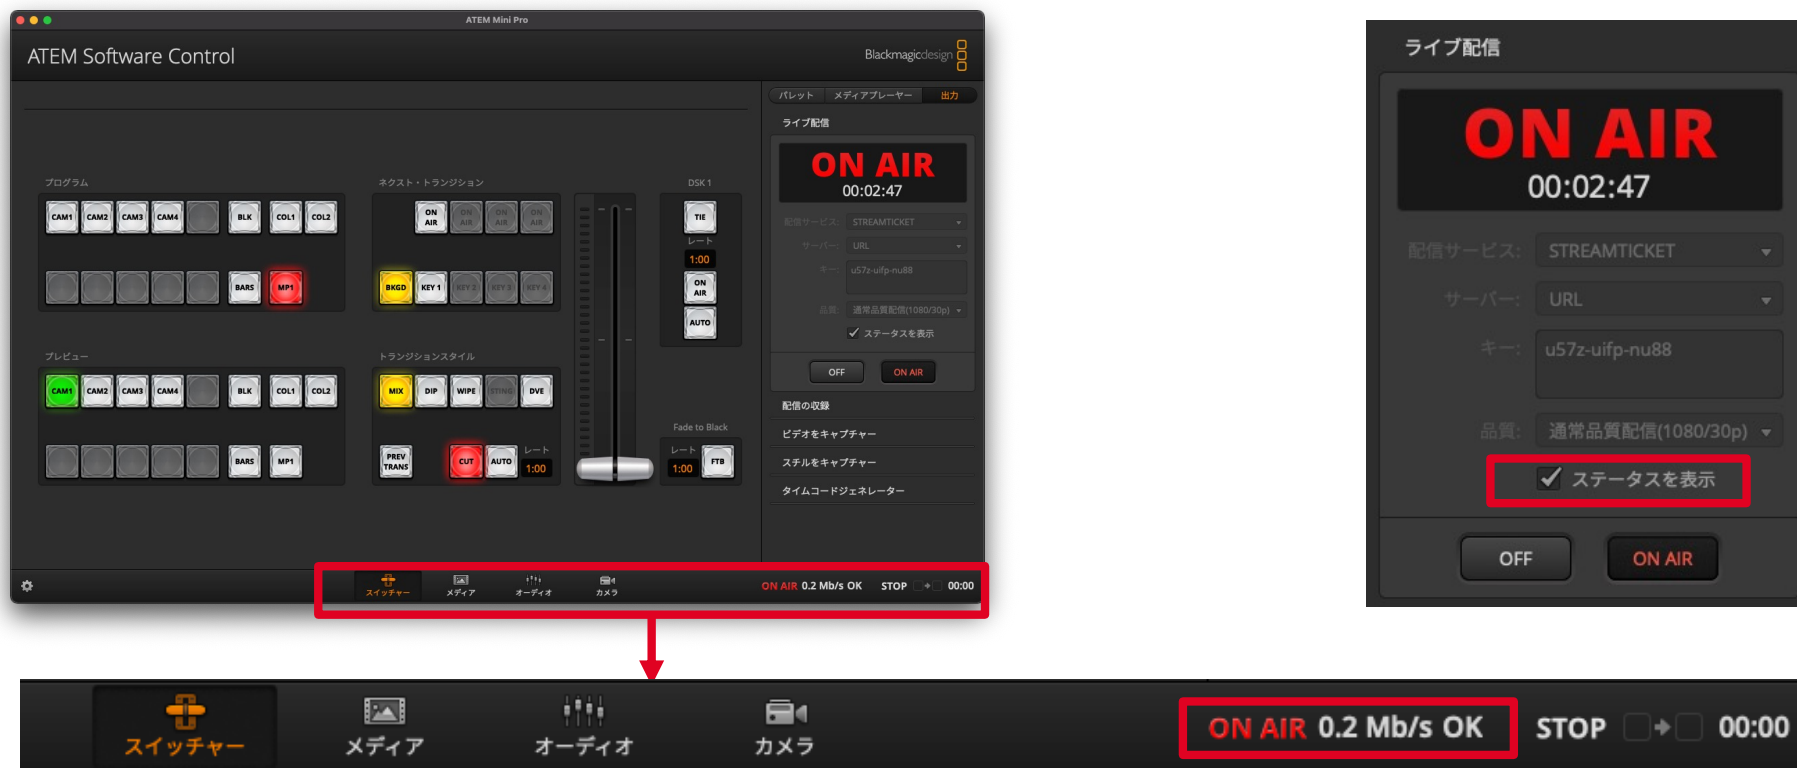 ATEM Mini Pro
ATEM Software Control
Blackmagicdesign
パレット メディアプレーヤー 出力
ライブ配信
ON AIR
00:02:47
配信サービス: STREAMTICKET
サーバー: URL
キー: u57z-uifp-nu88
品質: 通常品質配信(1080/30p)
ステータスを表示
OFF ON AIR
配信の収録
ビデオをキャプチャー
スチルをキャプチャー
タイムコードジェネレーター
プログラム
CAM1 CAM2 CAM3 CAM4 BLK COL1 COL2
BARS MP1
ネクスト・トランジション
ON AIR ON AIR ON AIR ON AIR
BKGD KEY 1 KEY 2 KEY 3 KEY 4
DSK 1
TIE
レート
1:00
ON AIR
AUTO
プレビュー
CAM1 CAM2 CAM3 CAM4 BLK COL1 COL2
BARS MP1
トランジションスタイル
MIX DIP WIPE STING DVE
PREV TRANS CUT AUTO レート 1:00
Fade to Black
レート 1:00 FTB
スイッチャー メディア オーディオ カメラ
ON AIR 0.2 Mb/s OK STOP 00:00
ライブ配信
ON AIR
00:02:47
配信サービス: STREAMTICKET
サーバー: URL
キー: u57z-uifp-nu88
品質: 通常品質配信(1080/30p)
ステータスを表示
OFF ON AIR
スイッチャー メディア オーディオ カメラ
ON AIR 0.2 Mb/s OK STOP 00:00